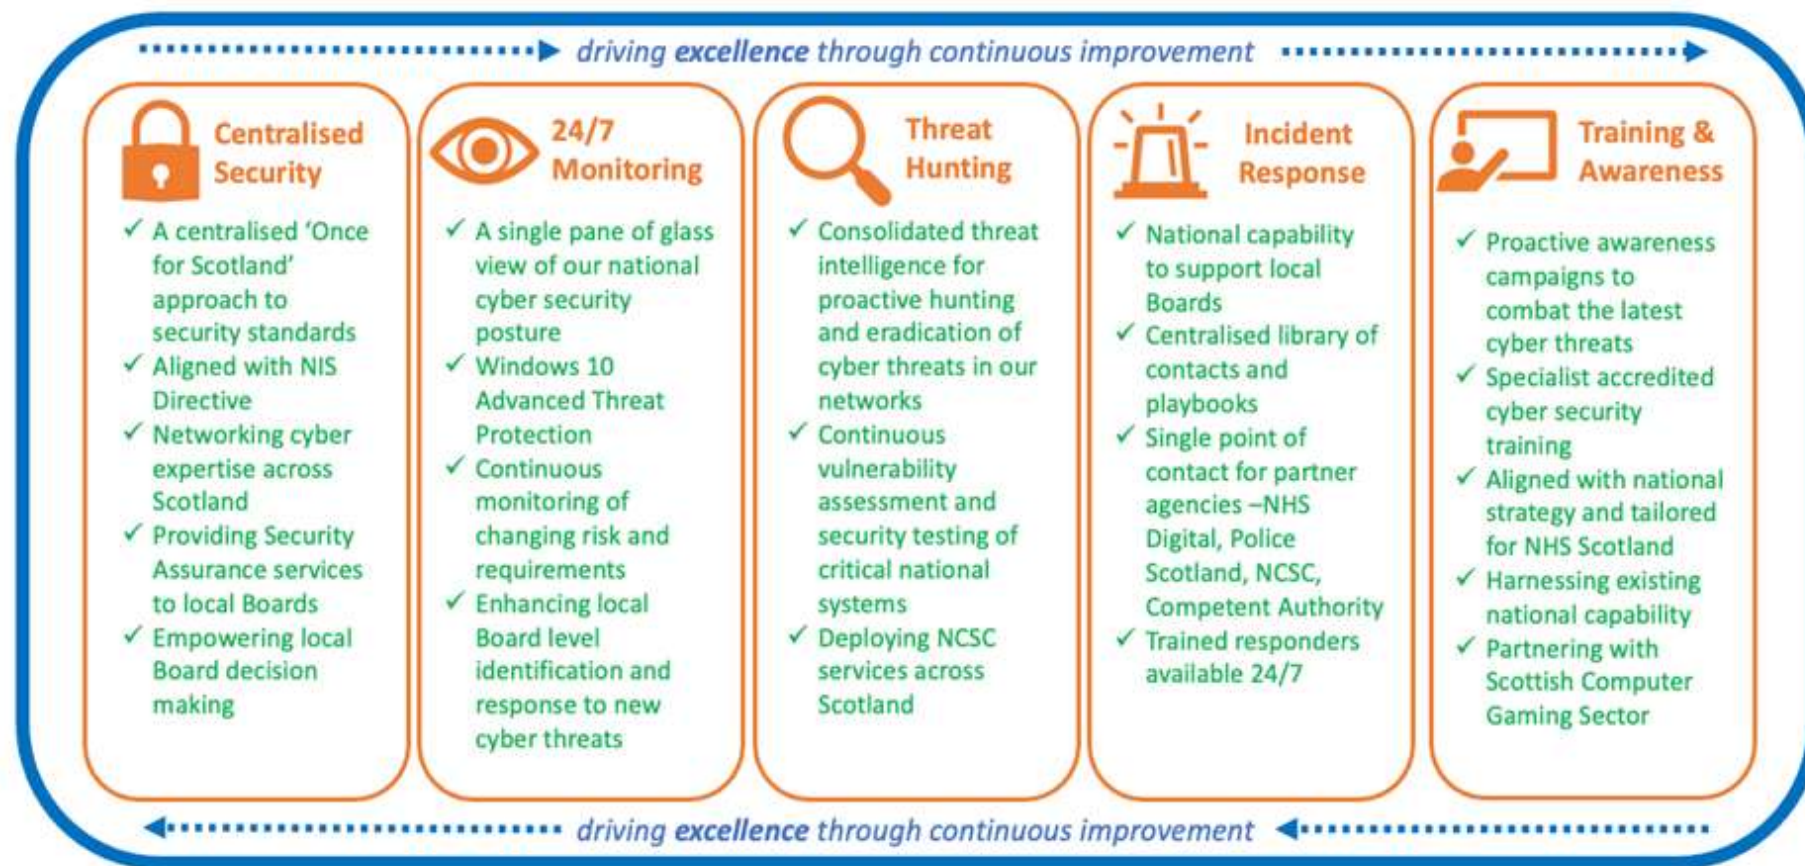 driving excellence through continuous improvement
Centralised
Security
✓ A centralised ‘Once
for Scotland’
approach to
security standards
✓ Aligned with NIS
Directive
✓ Networking cyber
expertise across
Scotland
✓ Providing Security
Assurance services
to local Boards
✓ Empowering local
Board decision
making
24/7
Monitoring
✓ A single pane of glass
view of our national
cyber security
posture
✓ Windows 10
Advanced Threat
Protection
✓ Continuous
monitoring of
changing risk and
requirements
✓ Enhancing local
Board level
identification and
response to new
cyber threats
Threat
Hunting
✓ Consolidated threat
intelligence for
proactive hunting
and eradication of
cyber threats in our
networks
✓ Continuous
vulnerability
assessment and
security testing of
critical national
systems
✓ Deploying NCSC
services across
Scotland
Incident
Response
✓ National capability
to support local
Boards
✓ Centralised library of
contacts and
playbooks
✓ Single point of
contact for partner
agencies –NHS
Digital, Police
Scotland, NCSC,
Competent Authority
✓ Trained responders
available 24/7
Training &
Awareness
✓ Proactive awareness
campaigns to
combat the latest
cyber threats
✓ Specialist accredited
cyber security
training
✓ Aligned with national
strategy and tailored
for NHS Scotland
✓ Harnessing existing
national capability
✓ Partnering with
Scottish Computer
Gaming Sector
driving excellence through continuous improvement